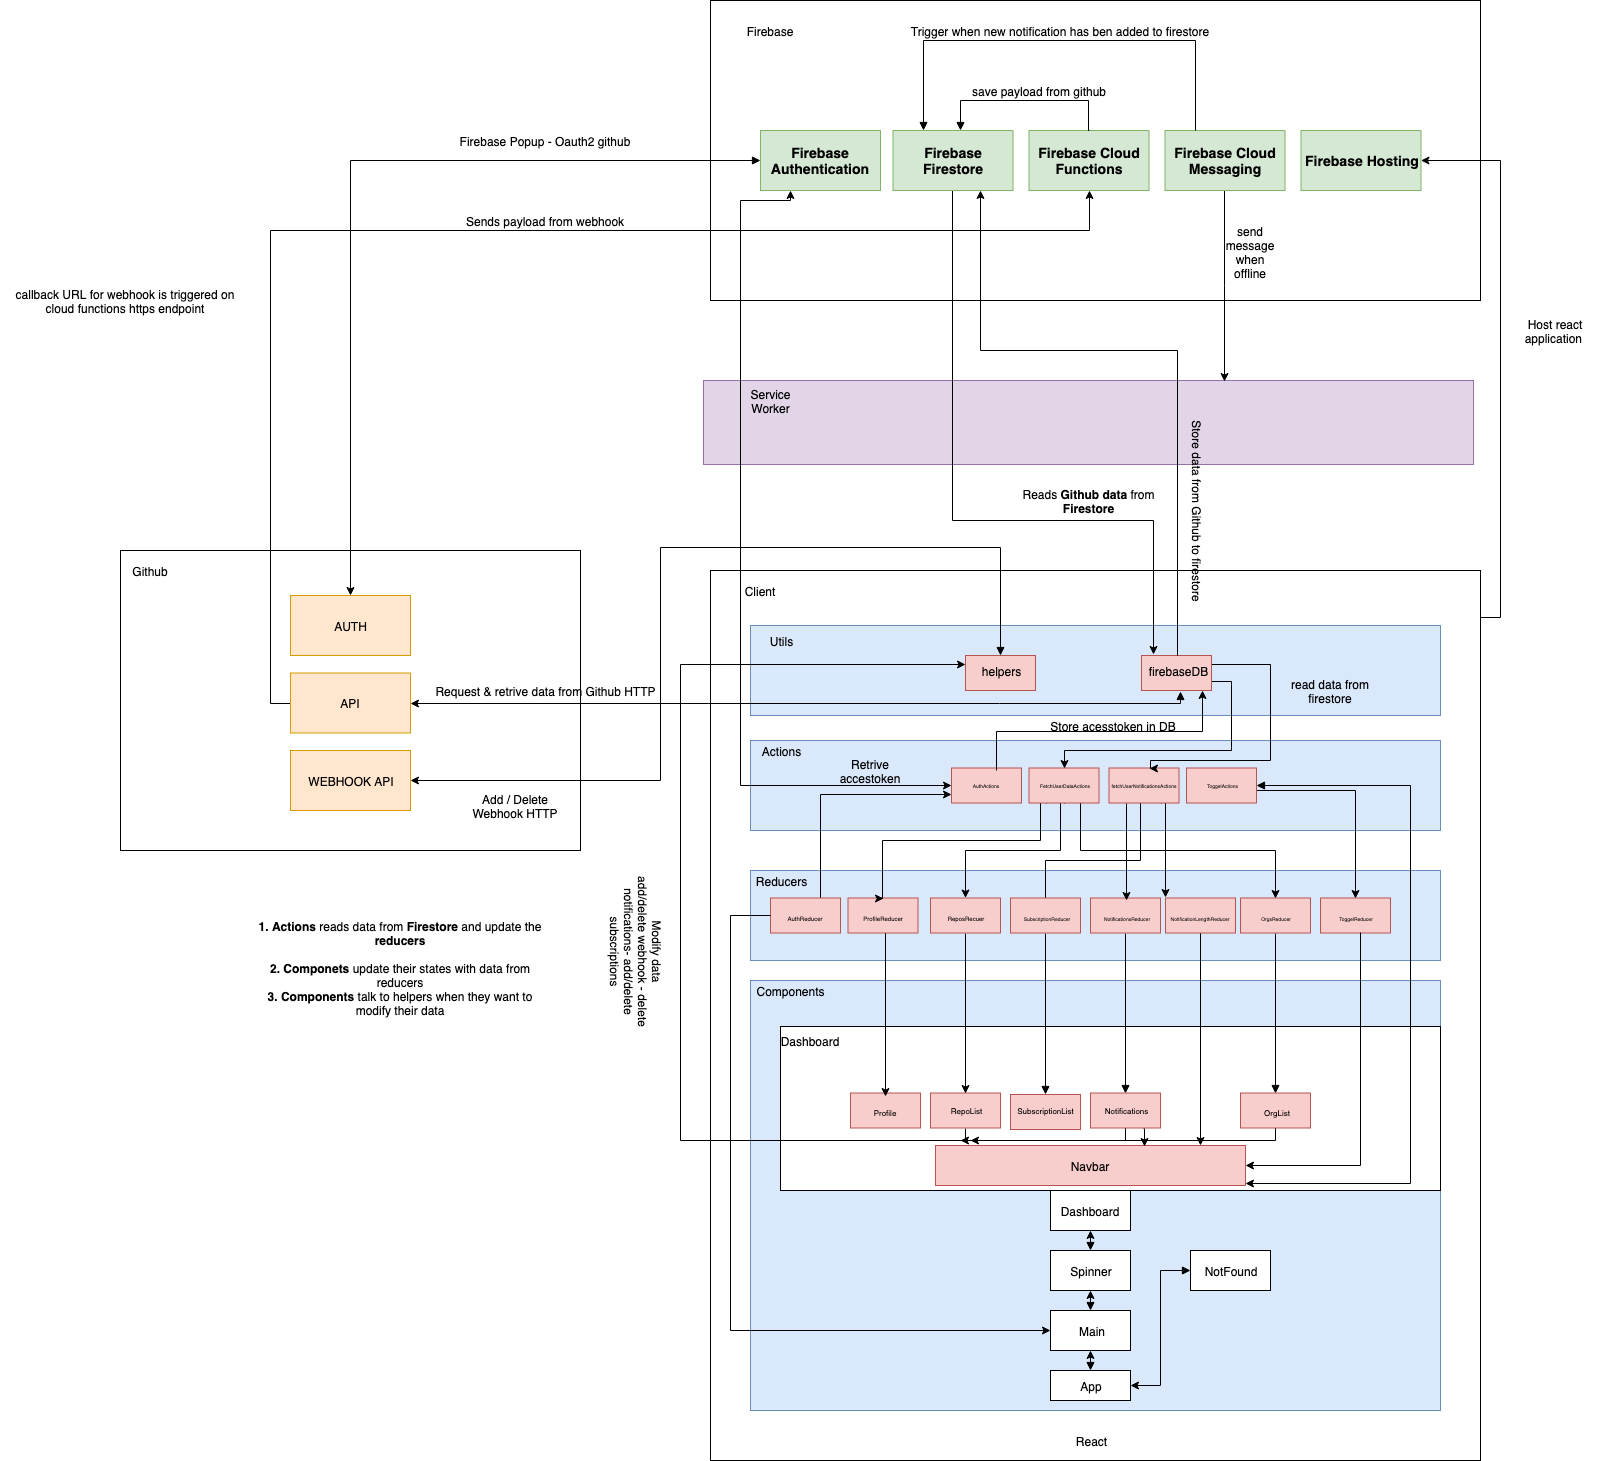 Firebase
Trigger when new notification has ben added to firestore
save payload from github
Firebase Popup - Oauth2 github
Firebase
Authentication
Firebase
Firestore
Firebase Cloud
Functions
Firebase Cloud
Messaging
Firebase Hosting
Sends payload from webhook
send
message
when
offline
callback URL for webhook is triggered on
cloud functions https endpoint
Host react
application
Service
Worker
Store data from Github to firestore
Reads Github data from
Firestore
Github
AUTH
API
WEBHOOK API
Request & retrive data from Github HTTP
Add / Delete
Webhook HTTP
Client
Utils
helpers
firebaseDB
read data from
firestore
Store acesstoken in DB
Actions
Retrive
accestoken
AuthActions
FetchUserDataActions
fetchUserNotificationsActions
ToggelActions
Reducers
AuthReducer
ProfileReducer
ReposRecuer
SubscriptionReducer
NotificationsReducer
NotificationLengthReducer
OrgsReducer
ToggelReducer
Modify data
add/delete webhook - delete
notifications- add/delete
subscriptions
1. Actions reads data from Firestore and update the
reducers
2. Componets update their states with data from
reducers
3. Components talk to helpers when they want to
modify their data
Components
Dashboard
Profile
RepoList
SubscriptionList
Notifications
OrgList
Navbar
Dashboard
Spinner
NotFound
Main
App
React